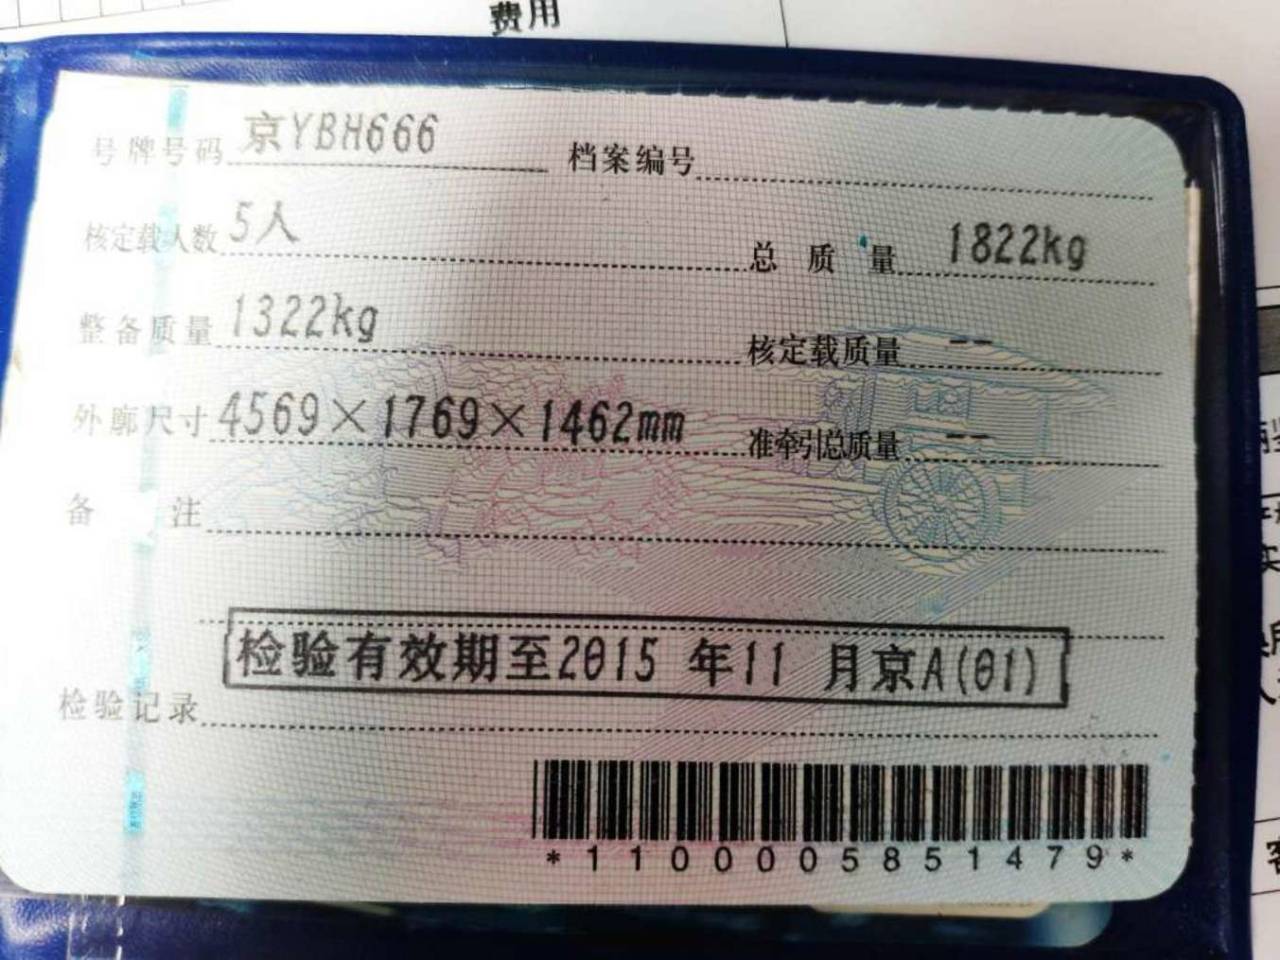 费用
号牌号码 京YBH666 档案编号
核定载人数 5人 总质量 1822kg
整备质量 1322kg 核定载质量 --
外廓尺寸 4569×1769×1462mm 准牵引总质量 --
备注
检验有效期至2015 年11 月京A(01)
检验记录
*1100005851479*